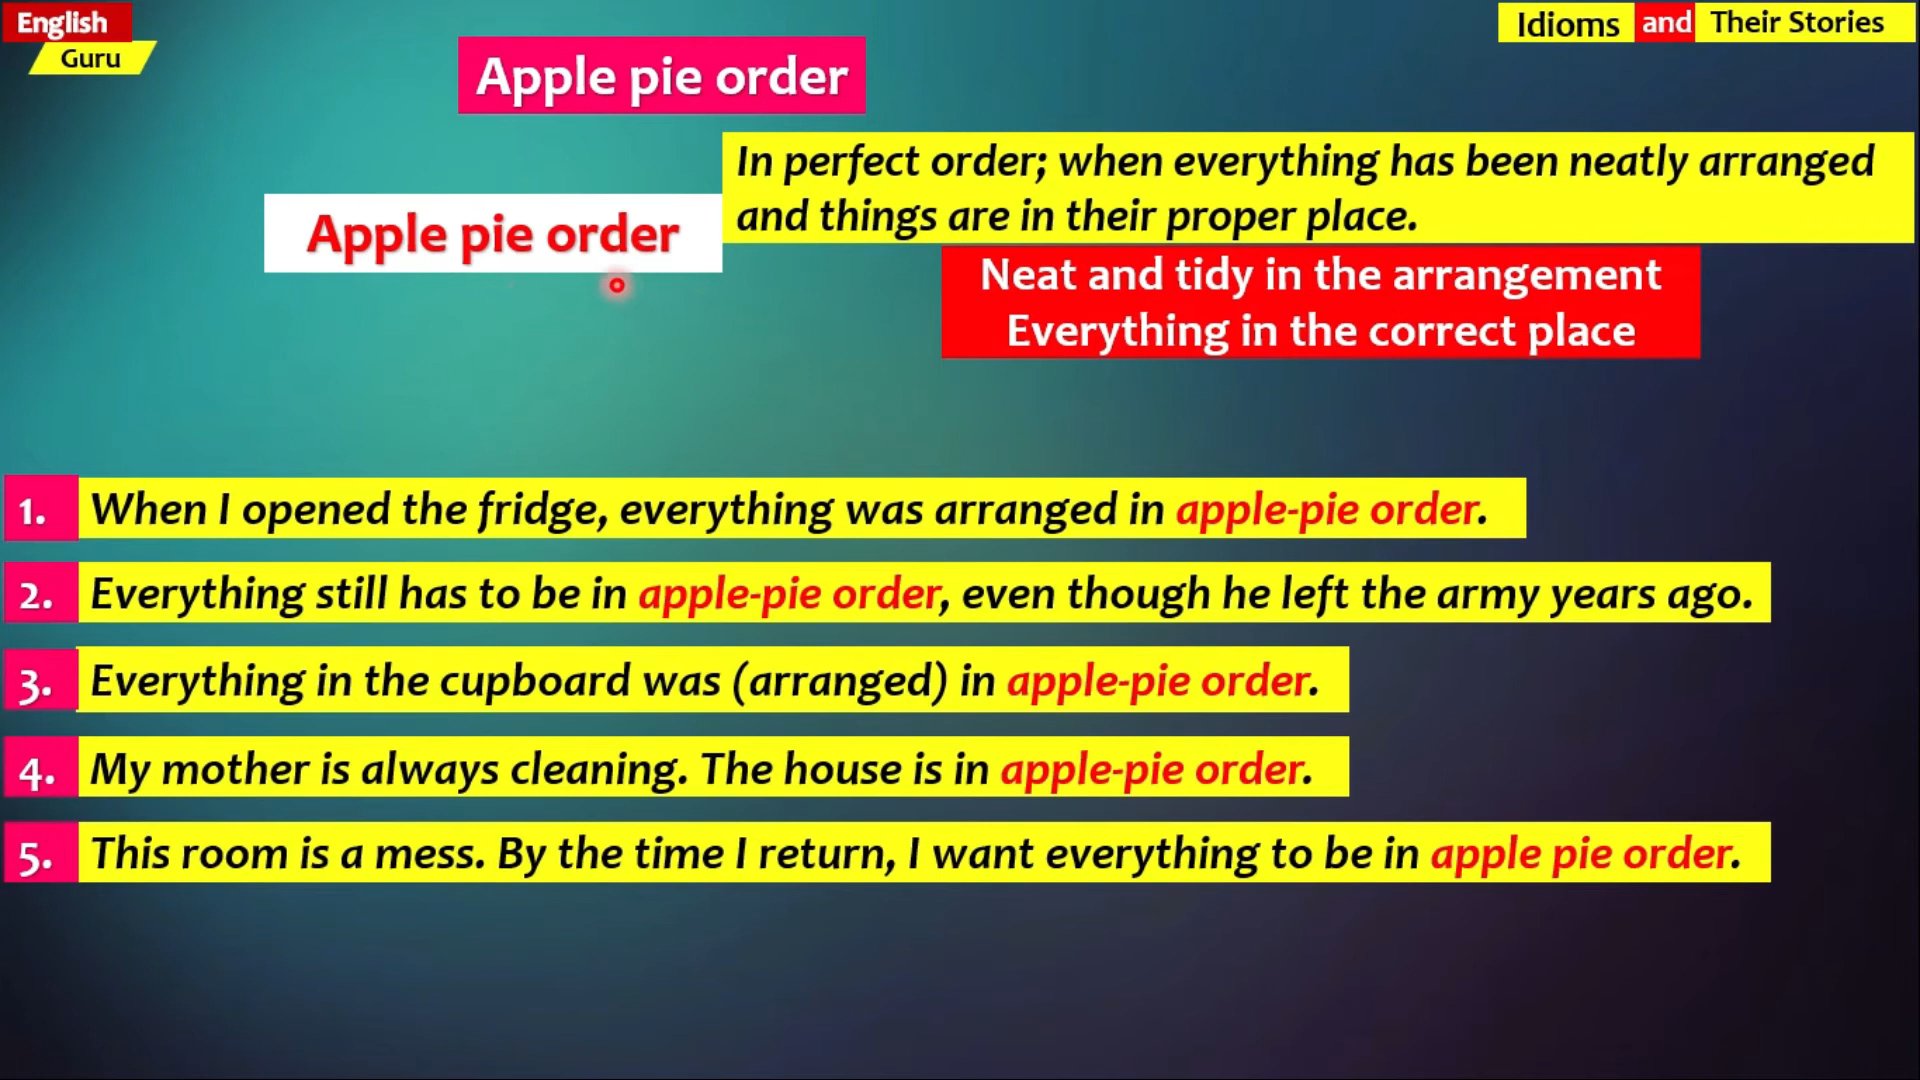 English
Guru
Idioms and Their Stories
Apple pie order
In perfect order; when everything has been neatly arranged
and things are in their proper place.
Apple pie order
Neat and tidy in the arrangement
Everything in the correct place
1. When I opened the fridge, everything was arranged in apple-pie order.
2. Everything still has to be in apple-pie order, even though he left the army years ago.
3. Everything in the cupboard was (arranged) in apple-pie order.
4. My mother is always cleaning. The house is in apple-pie order.
5. This room is a mess. By the time I return, I want everything to be in apple pie order.